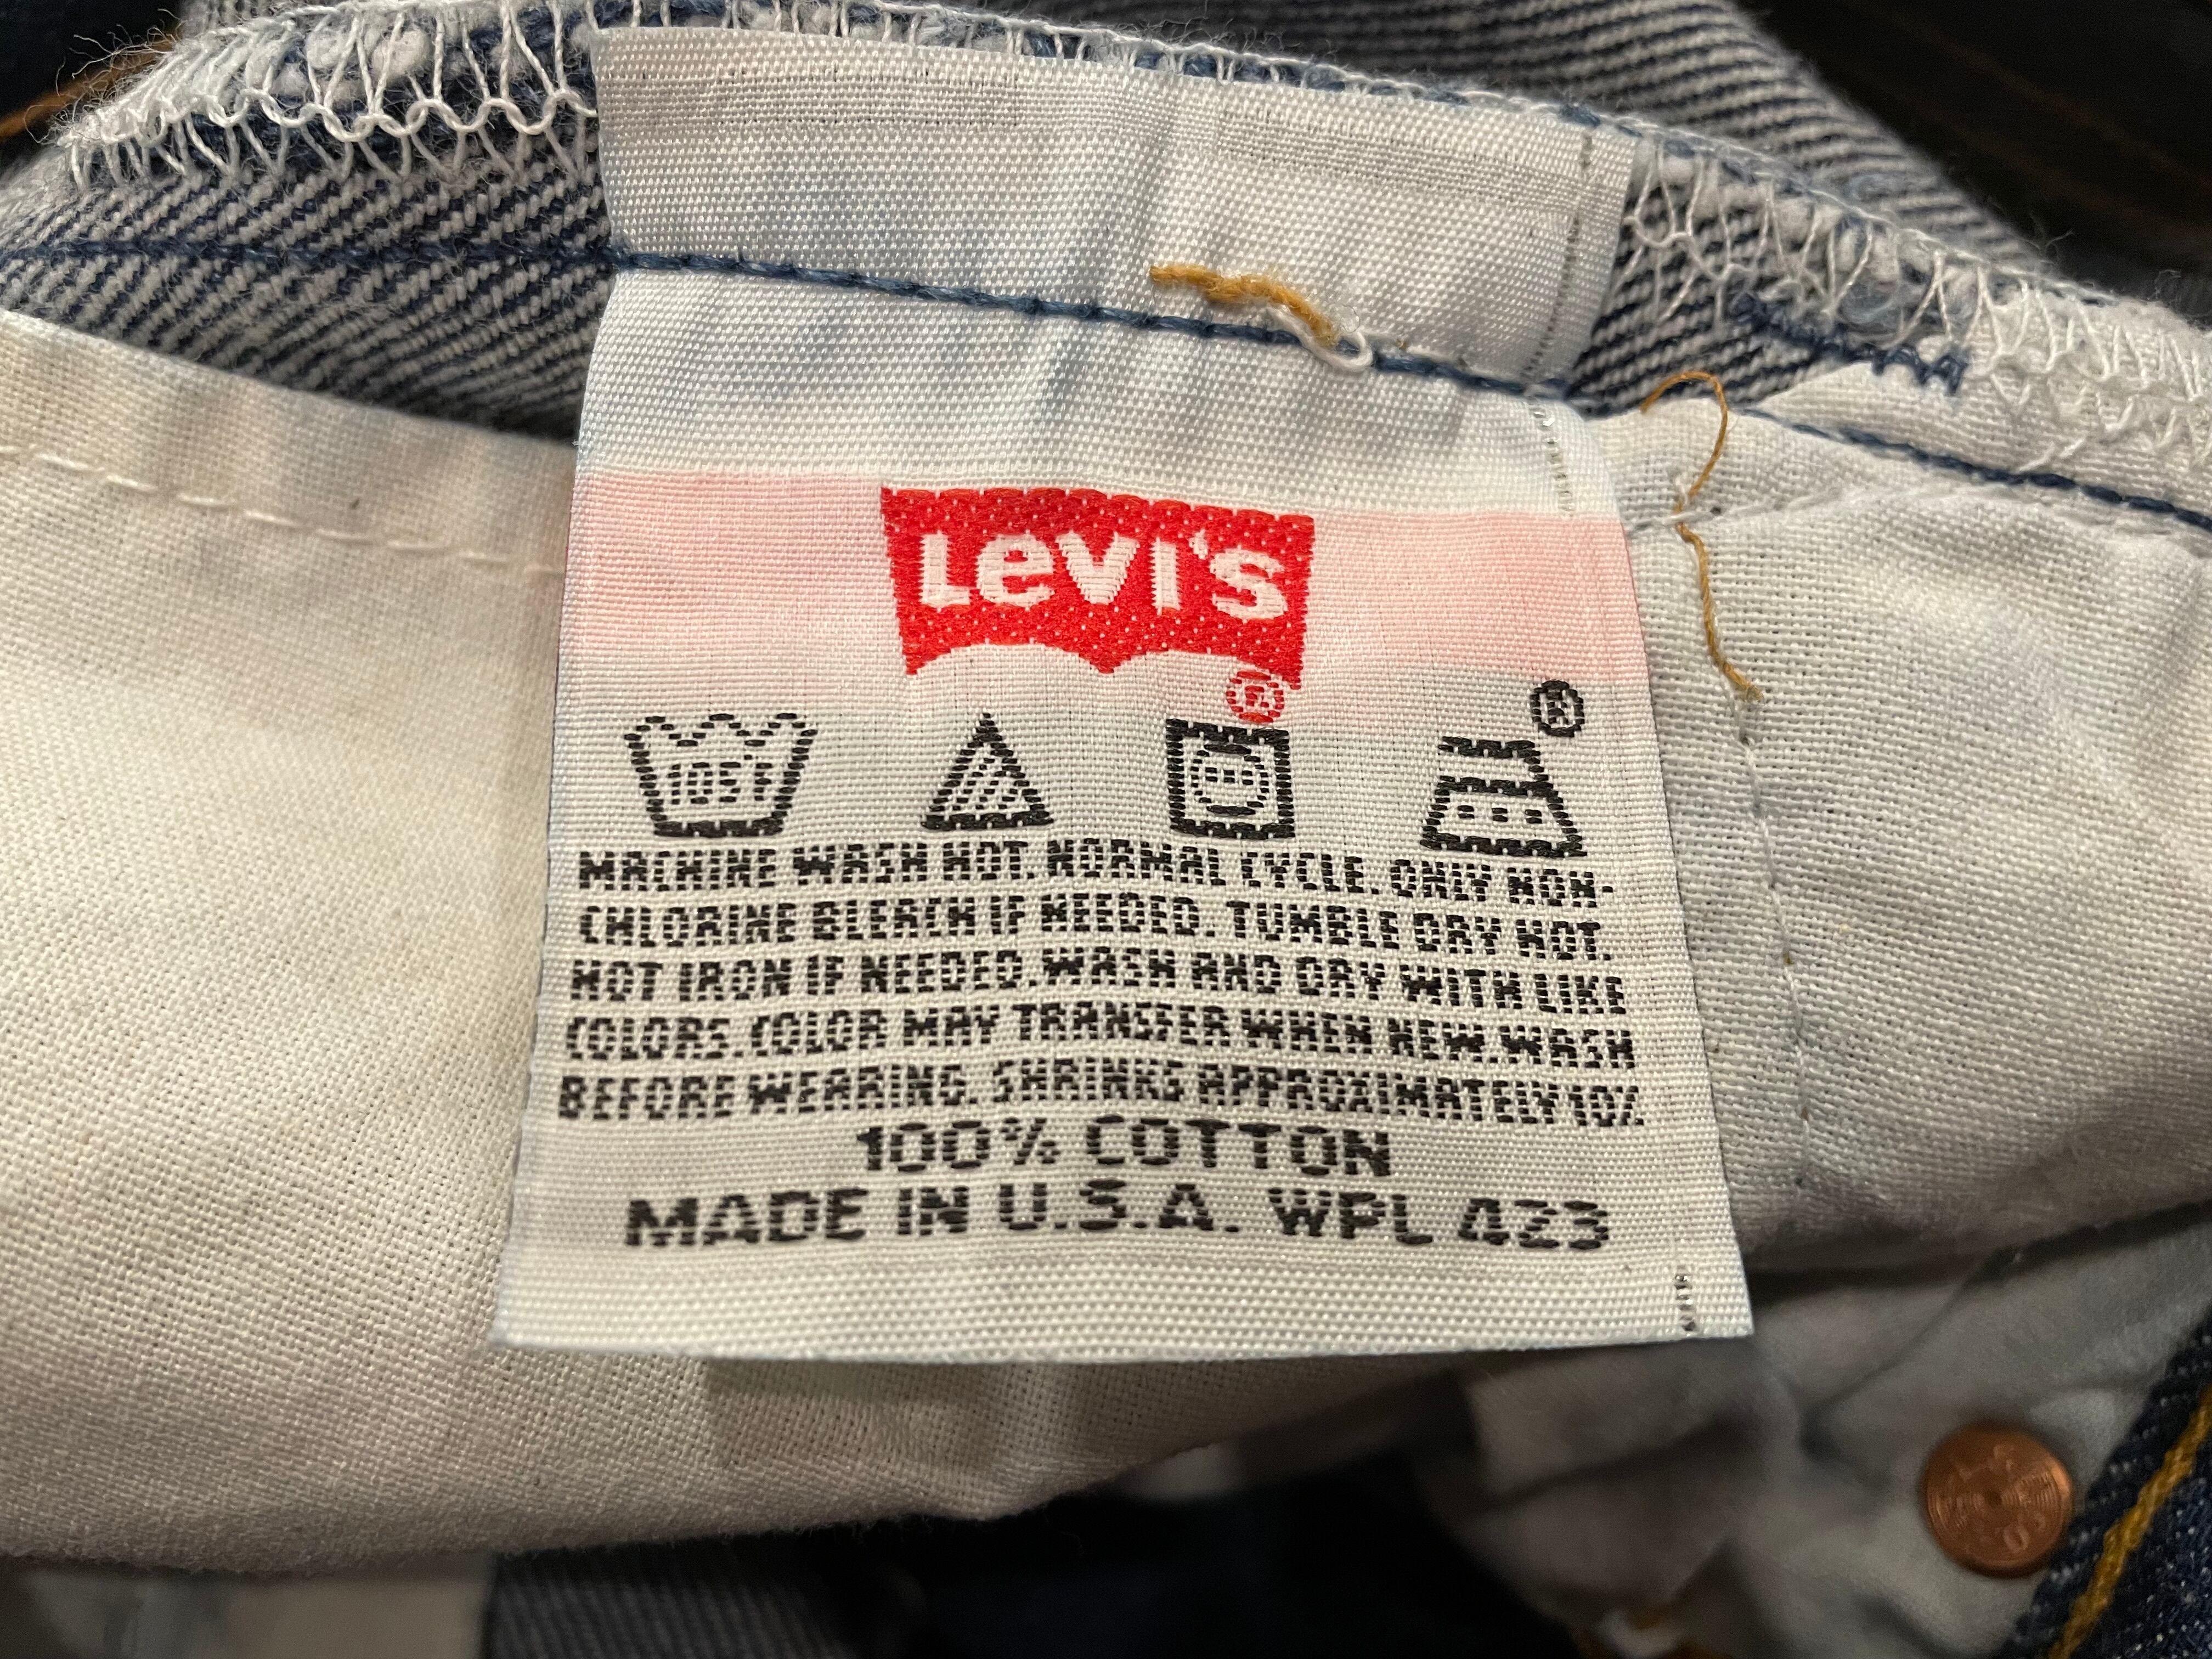 Levi's
®
®
105°F
MACHINE WASH HOT. NORMAL CYCLE. ONLY NON-
CHLORINE BLEACH IF NEEDED. TUMBLE DRY HOT.
HOT IRON IF NEEDED. WASH AND DRY WITH LIKE
COLORS. COLOR MAY TRANSFER WHEN NEW. WASH
BEFORE WEARING. SHRINKS APPROXIMATELY 10%
100% COTTON
MADE IN U.S.A. WPL 423